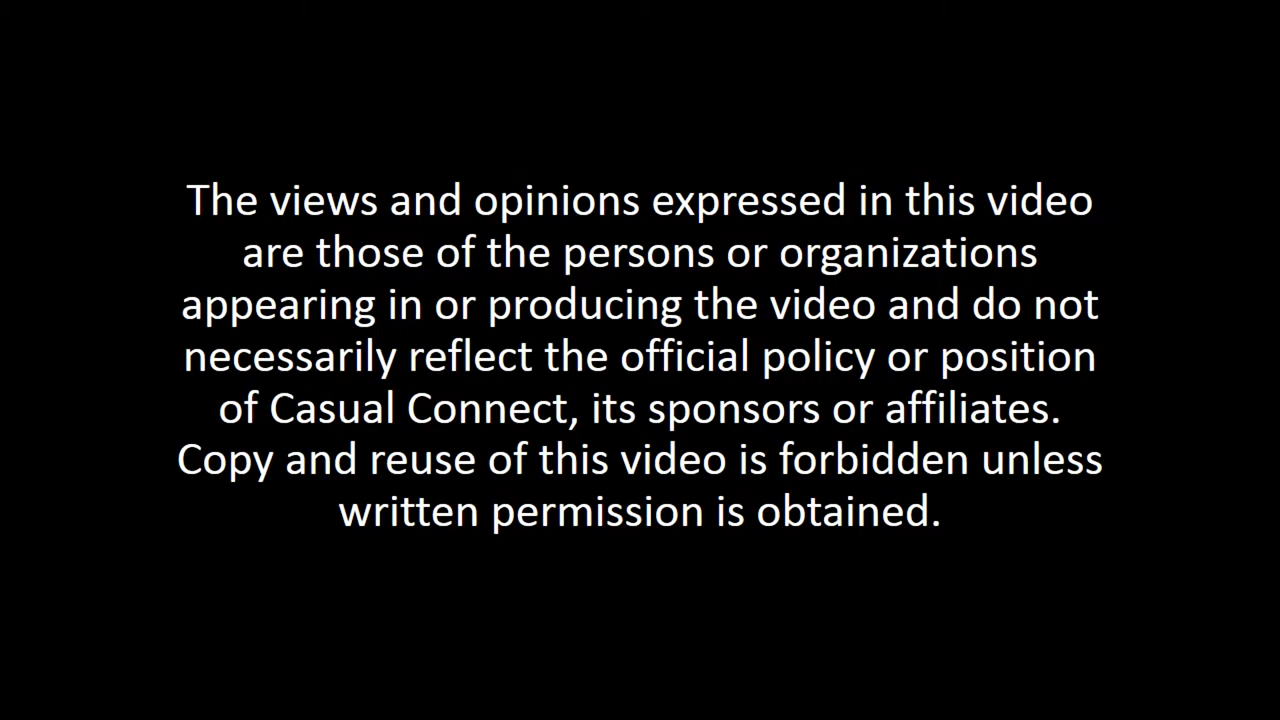 The views and opinions expressed in this video
are those of the persons or organizations
appearing in or producing the video and do not
necessarily reflect the official policy or position
of Casual Connect, its sponsors or affiliates.
Copy and reuse of this video is forbidden unless
written permission is obtained.